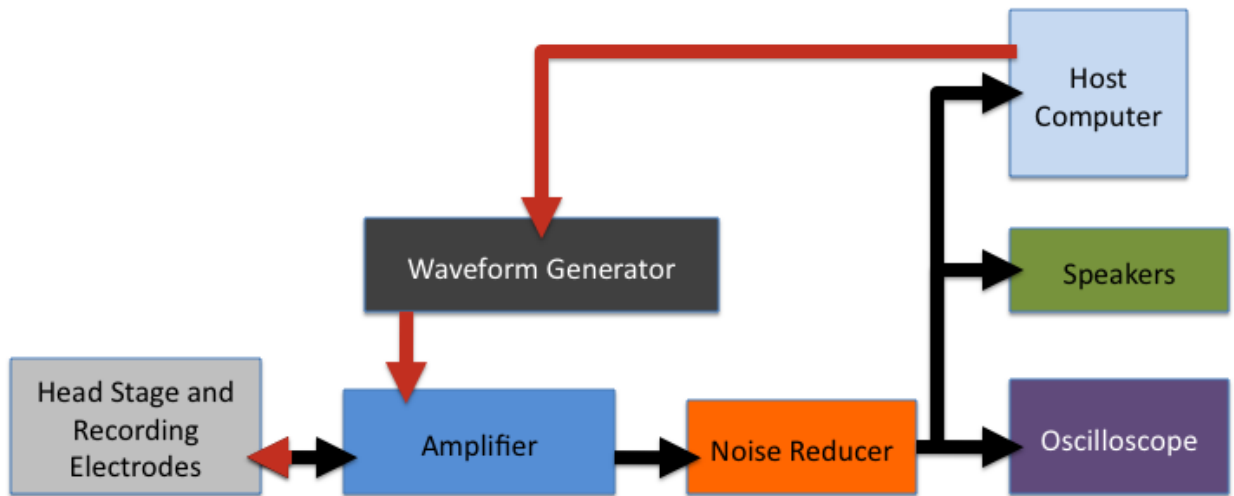 Host
Computer
Waveform Generator
Speakers
Head Stage and
Recording
Electrodes
Amplifier
Noise Reducer
Oscilloscope